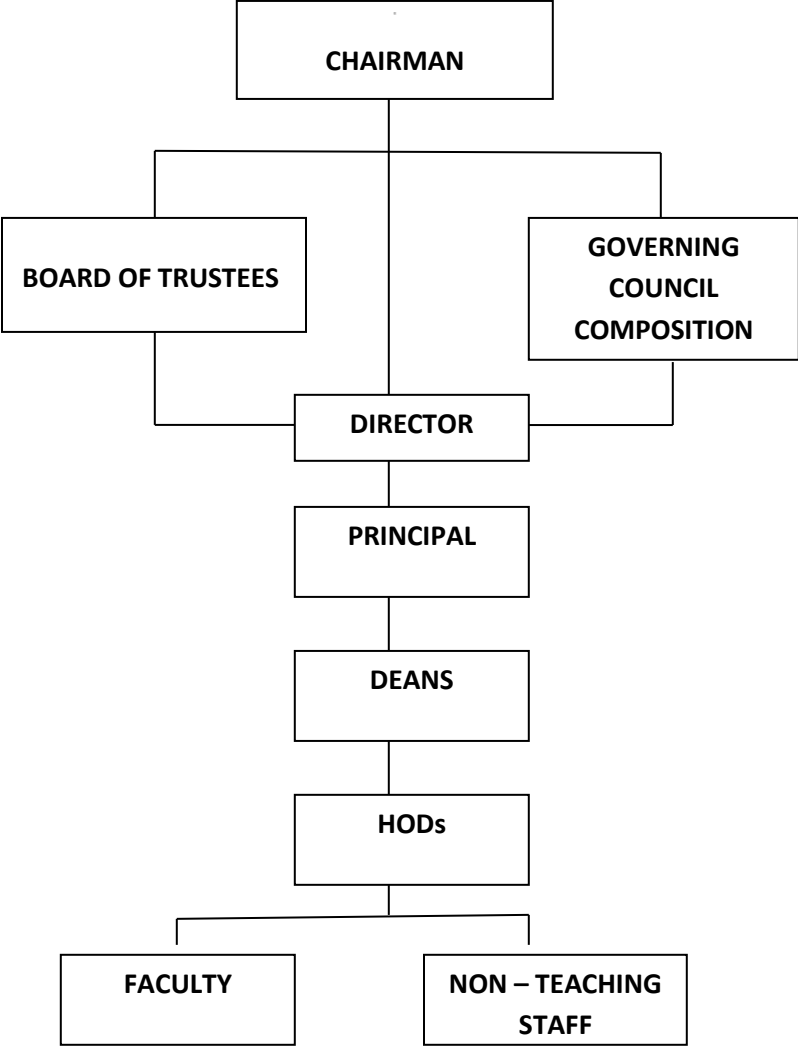 CHAIRMAN
BOARD OF TRUSTEES
GOVERNING
COUNCIL
COMPOSITION
DIRECTOR
PRINCIPAL
DEANS
HODs
FACULTY
NON – TEACHING
STAFF